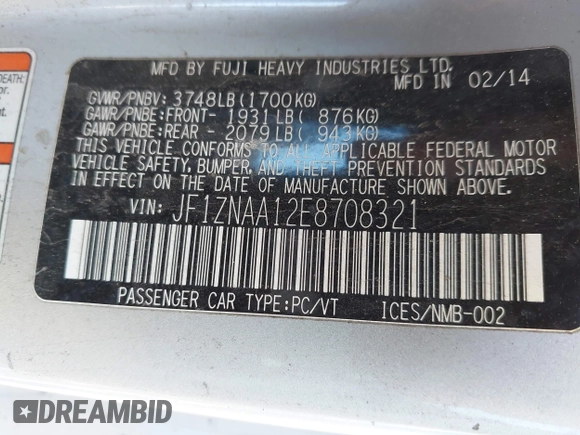 DEATH:
MFD BY FUJI HEAVY INDUSTRIES LTD.
MFD IN 02/14
GVWR/PNBV: 3748LB(1700KG)
GAWR/PNBE:FRONT- 1931LB( 876KG)
GAWR/PNBE:REAR - 2079LB( 943KG)
THIS VEHICLE CONFORMS TO ALL APPLICABLE FEDERAL MOTOR
VEHICLE SAFETY, BUMPER, AND THEFT PREVENTION STANDARDS
IN EFFECT ON THE DATE OF MANUFACTURE SHOWN ABOVE.
VIN: JF1ZNAA12E8708321
PASSENGER CAR TYPE:PC/VT ICES/NMB-002
DREAMBID